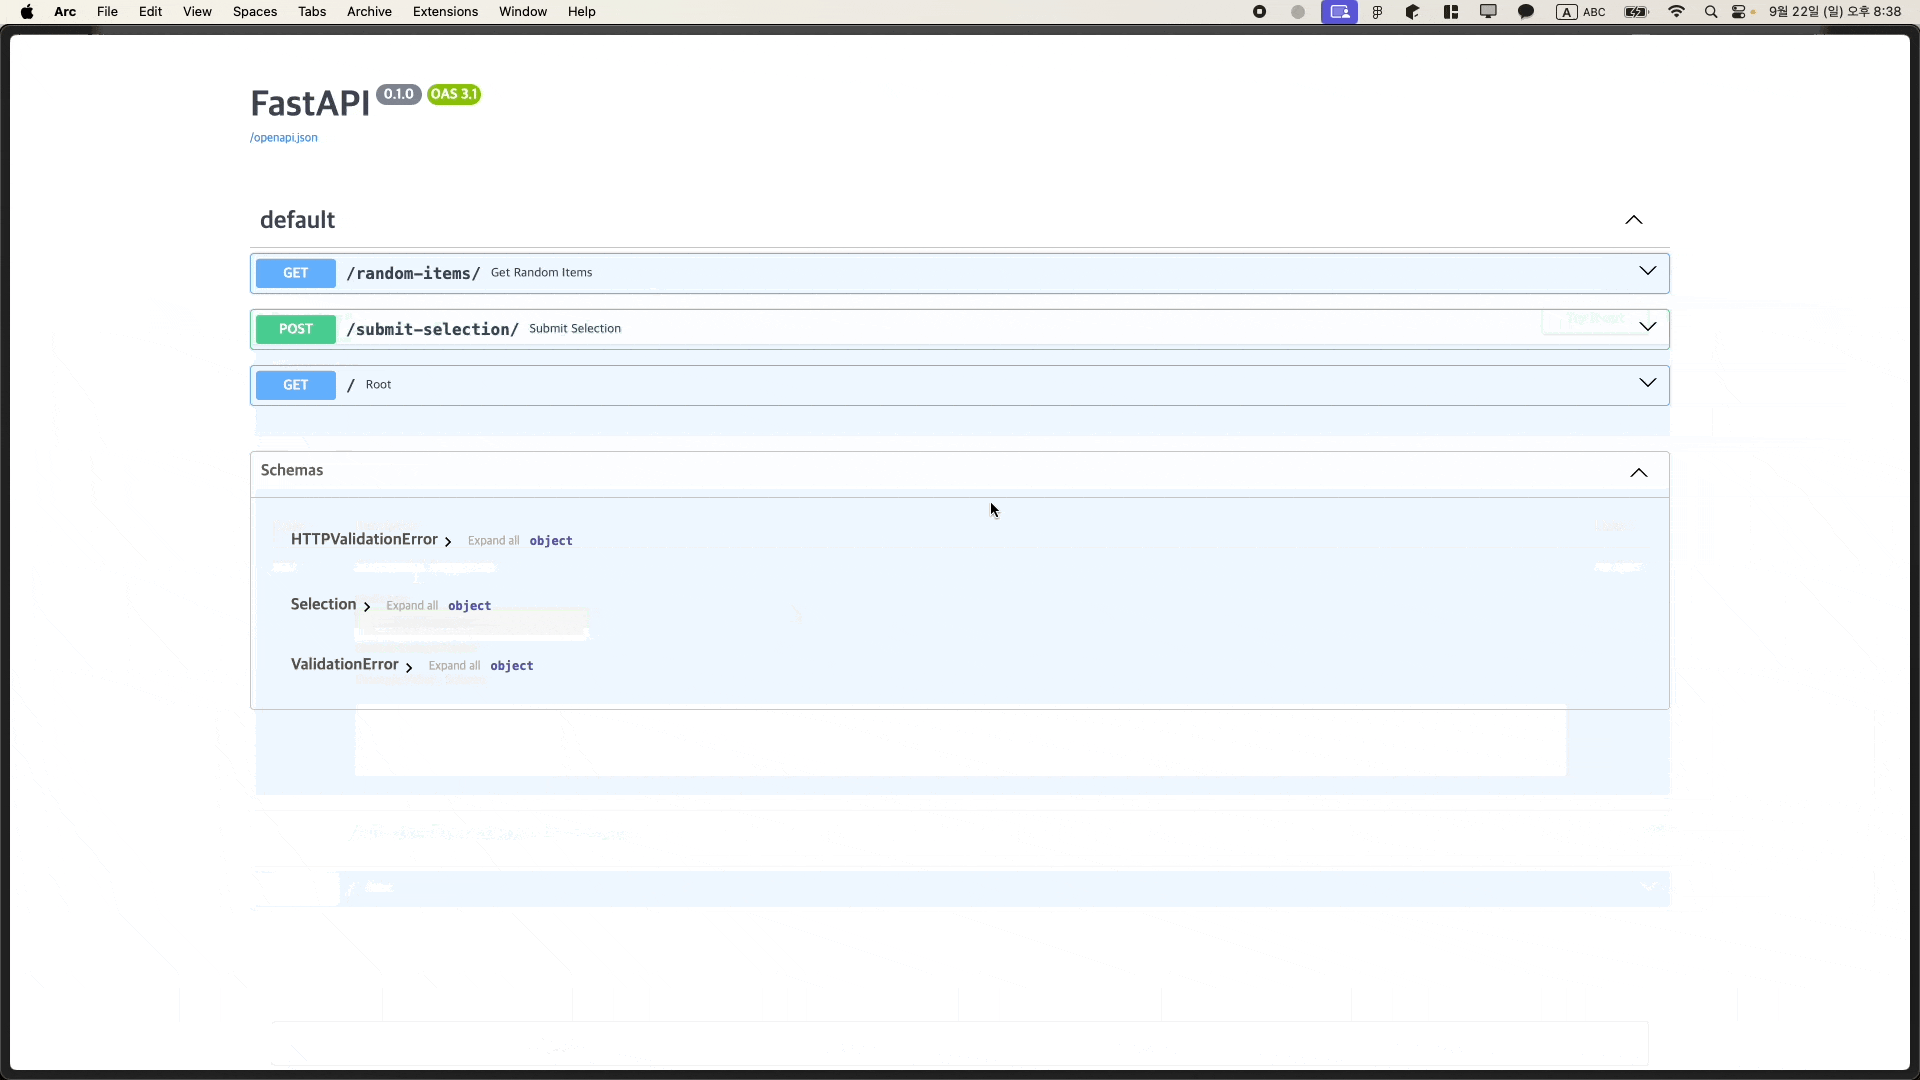 Arc File Edit View Spaces Tabs Archive Extensions Window Help A ABC 9월 22일 (일) 오후 8:38
FastAPI 0.1.0 OAS 3.1
/openapi.json
default
GET /random-items/ Get Random Items
POST /submit-selection/ Submit Selection
Try it out
GET / Root
Schemas
HTTPValidationError Expand all object
Selection Expand all object
ValidationError Expand all object